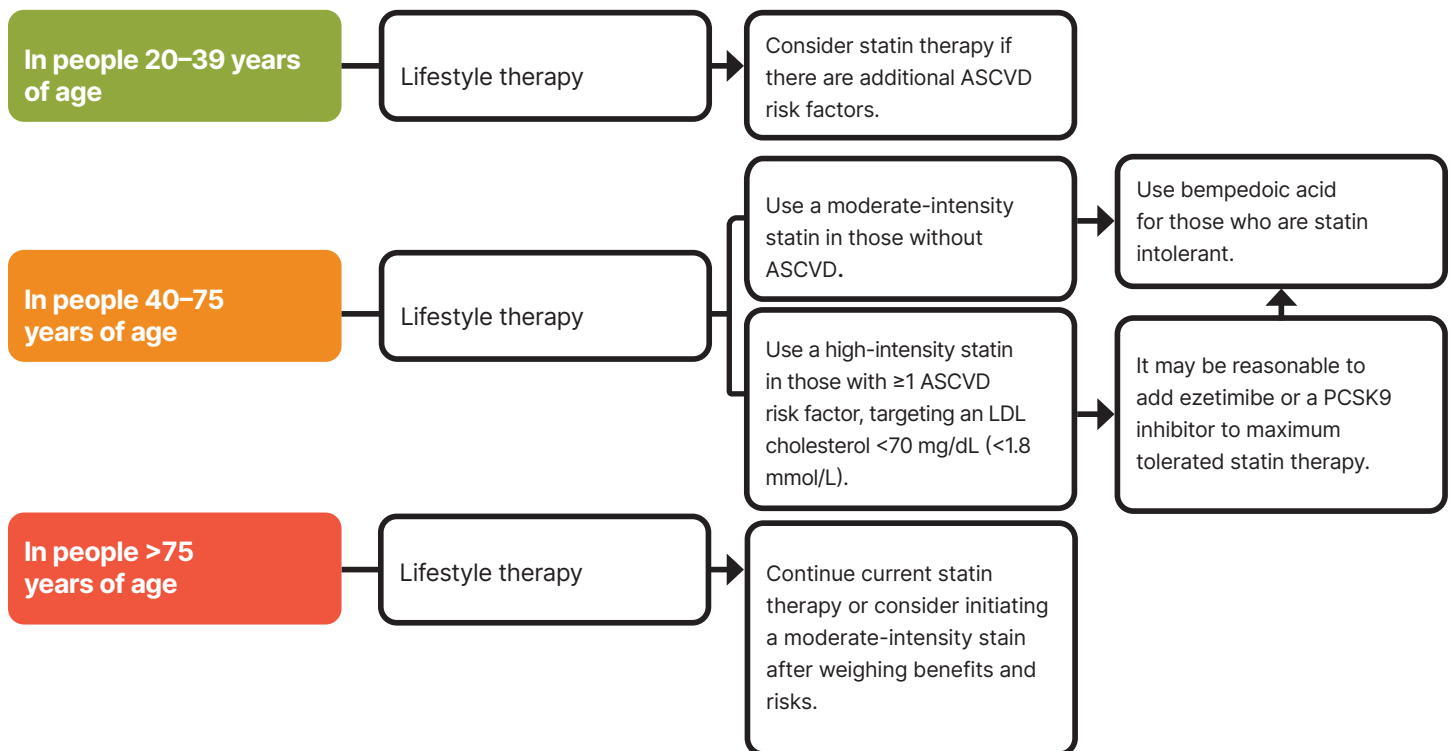 In people 20–39 years
of age
Lifestyle therapy
Consider statin therapy if
there are additional ASCVD
risk factors.
In people 40–75
years of age
Lifestyle therapy
Use a moderate-intensity
statin in those without
ASCVD.
Use bempedoic acid
for those who are statin
intolerant.
Use a high-intensity statin
in those with ≥1 ASCVD
risk factor, targeting an LDL
cholesterol <70 mg/dL (<1.8
mmol/L).
It may be reasonable to
add ezetimibe or a PCSK9
inhibitor to maximum
tolerated statin therapy.
In people >75
years of age
Lifestyle therapy
Continue current statin
therapy or consider initiating
a moderate-intensity stain
after weighing benefits and
risks.